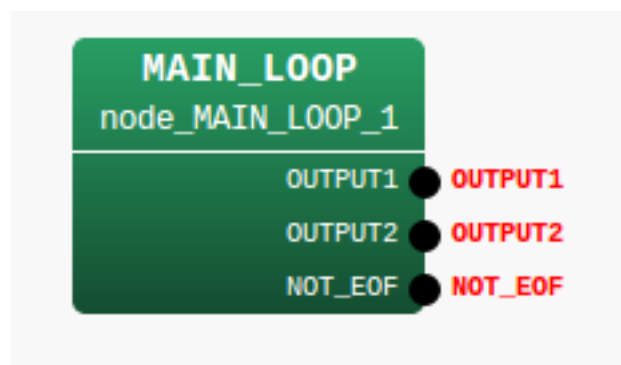 MAIN_LOOP
node_MAIN_LOOP_1
OUTPUT1 OUTPUT1
OUTPUT2 OUTPUT2
NOT_EOF NOT_EOF